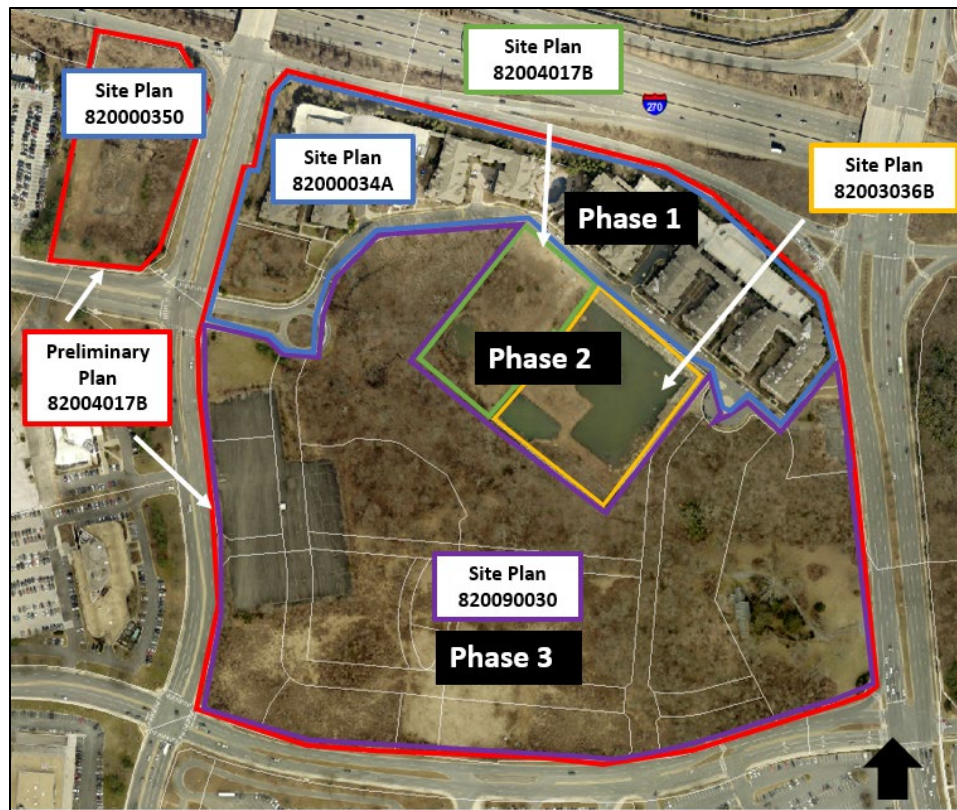 Site Plan
82004017B
Site Plan
820000350
270
Site Plan
82000034A
Site Plan
82003036B
Phase 1
Preliminary
Plan
82004017B
Phase 2
Site Plan
820090030
Phase 3